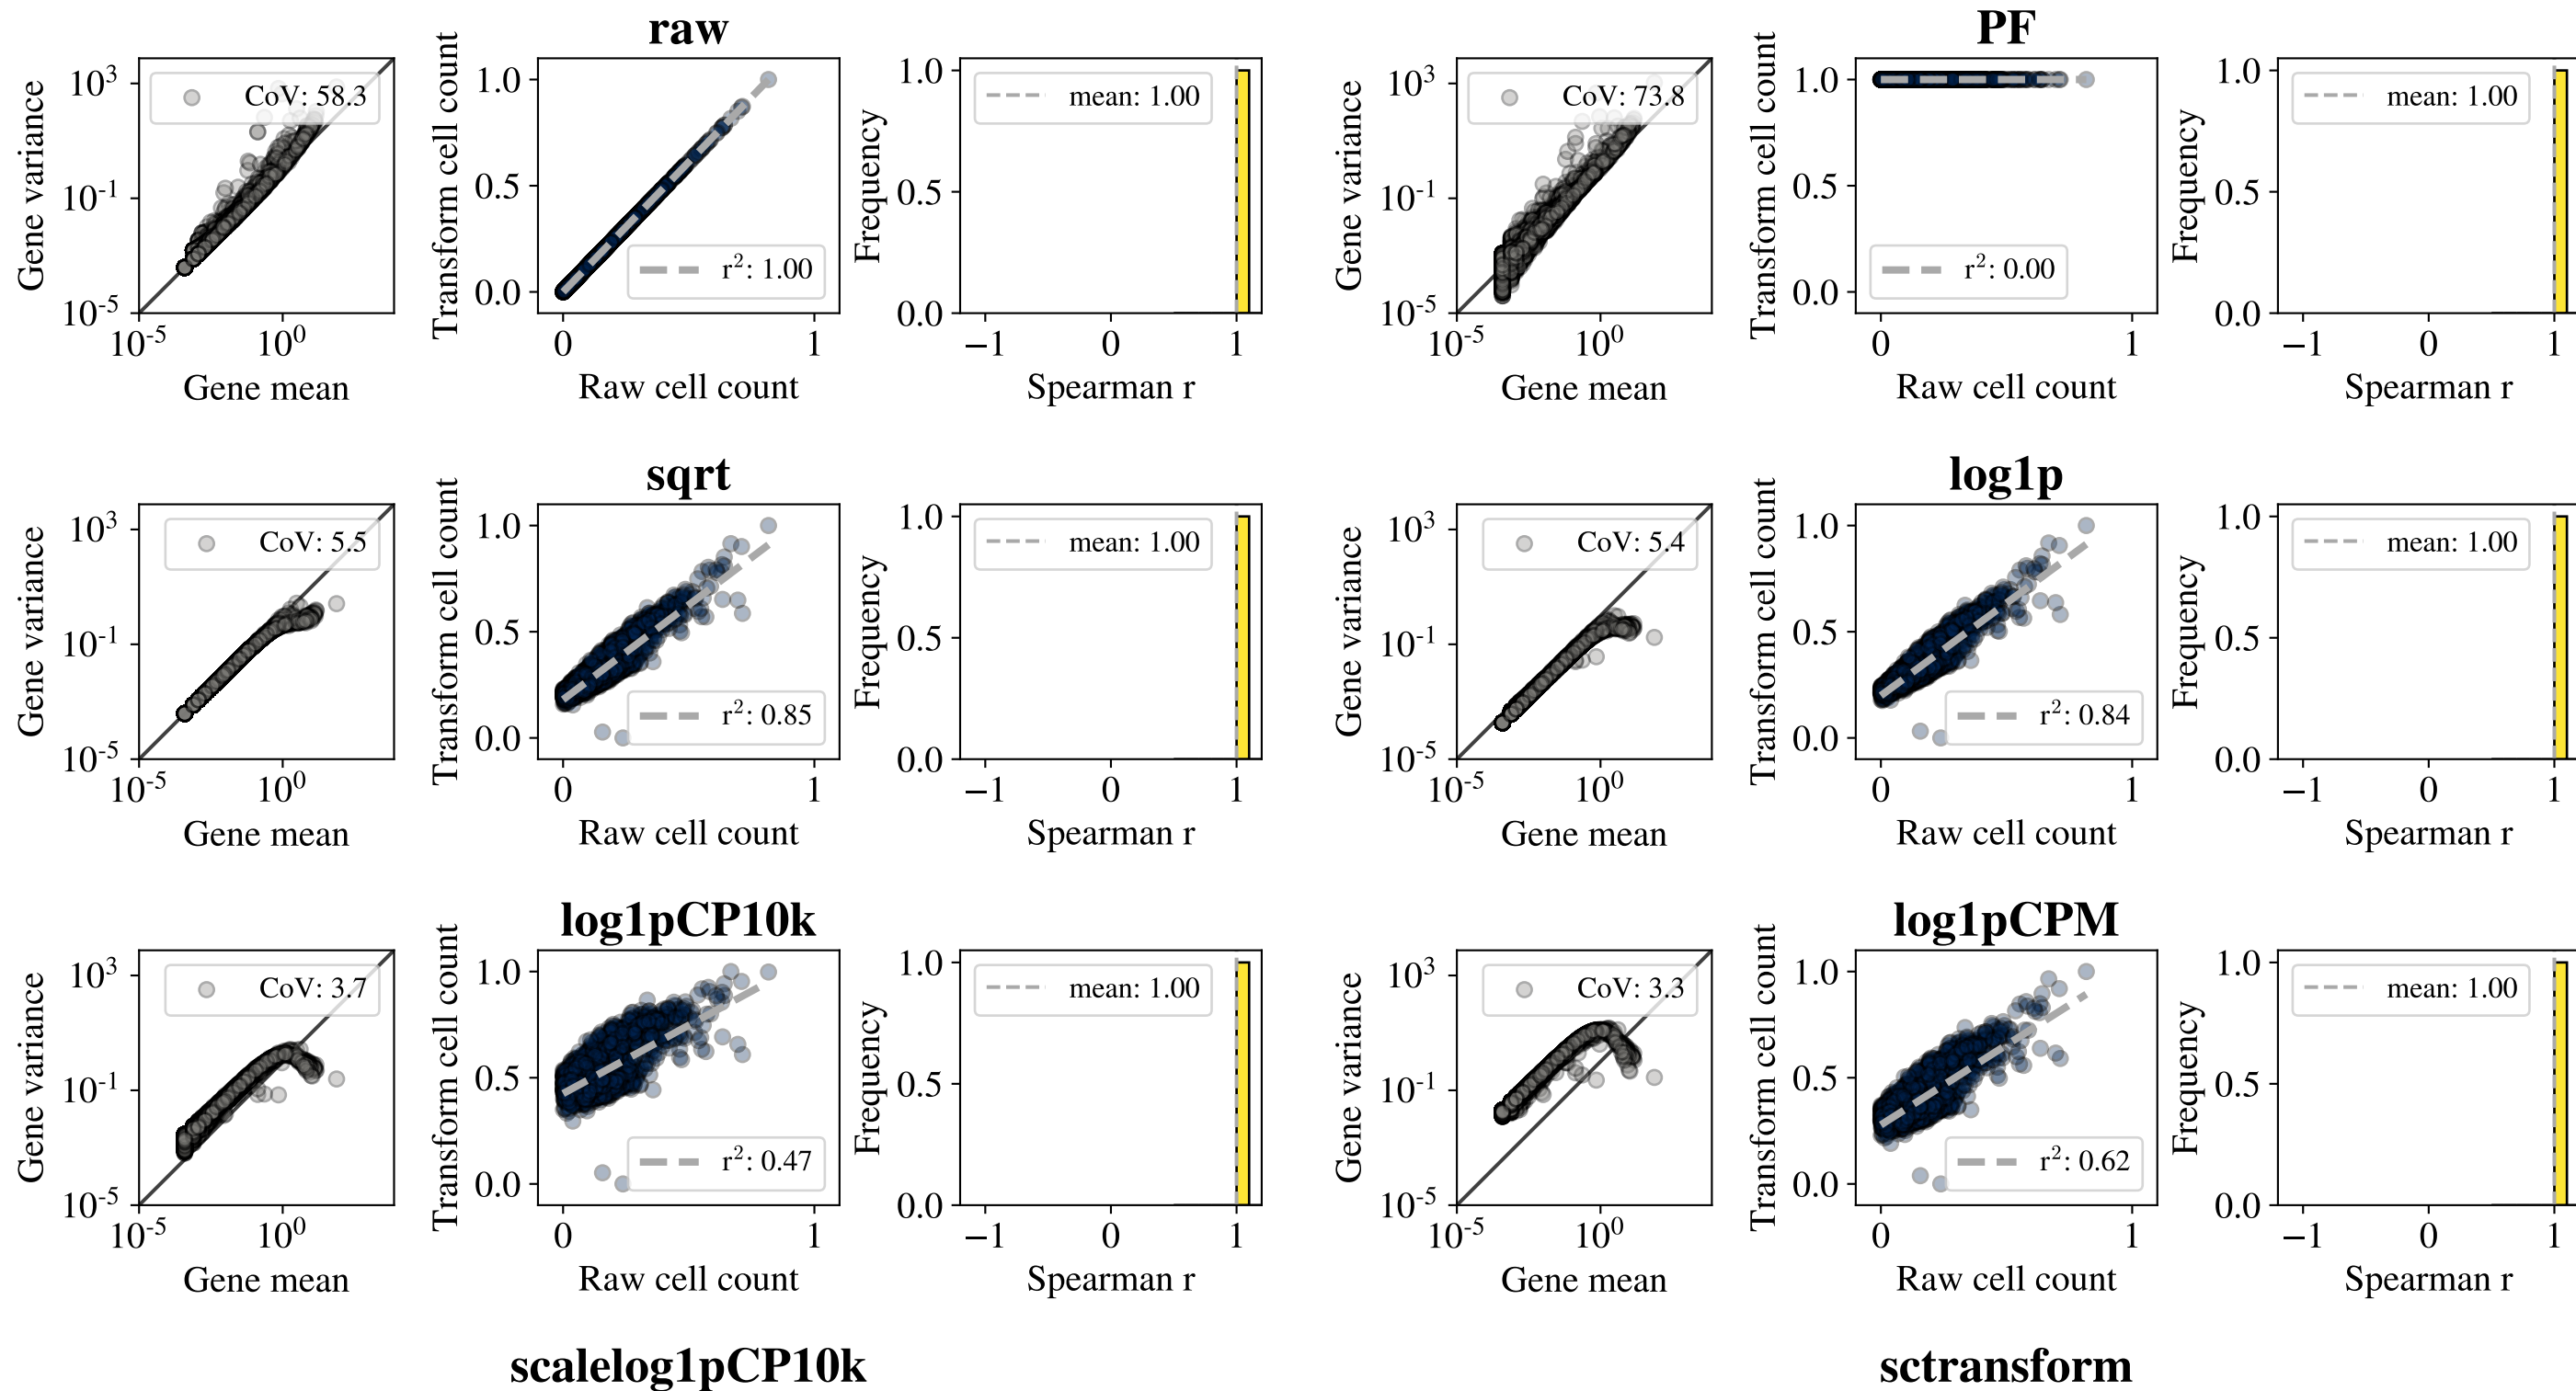 raw
Gene variance
10³
10⁻¹
10⁻⁵
CoV: 58.3
10⁻⁵
10⁰
Gene mean
Transform cell count
1.0
0.5
0.0
r²: 1.00
0
1
Raw cell count
Frequency
1.0
0.5
0.0
mean: 1.00
−1
0
1
Spearman r
PF
Gene variance
10³
10⁻¹
10⁻⁵
CoV: 73.8
10⁻⁵
10⁰
Gene mean
Transform cell count
1.0
0.5
0.0
r²: 0.00
0
1
Raw cell count
Frequency
1.0
0.5
0.0
mean: 1.00
−1
0
1
Spearman r
sqrt
Gene variance
10³
10⁻¹
10⁻⁵
CoV: 5.5
10⁻⁵
10⁰
Gene mean
Transform cell count
1.0
0.5
0.0
r²: 0.85
0
1
Raw cell count
Frequency
1.0
0.5
0.0
mean: 1.00
−1
0
1
Spearman r
log1p
Gene variance
10³
10⁻¹
10⁻⁵
CoV: 5.4
10⁻⁵
10⁰
Gene mean
Transform cell count
1.0
0.5
0.0
r²: 0.84
0
1
Raw cell count
Frequency
1.0
0.5
0.0
mean: 1.00
−1
0
1
Spearman r
log1pCP10k
Gene variance
10³
10⁻¹
10⁻⁵
CoV: 3.7
10⁻⁵
10⁰
Gene mean
Transform cell count
1.0
0.5
0.0
r²: 0.47
0
1
Raw cell count
Frequency
1.0
0.5
0.0
mean: 1.00
−1
0
1
Spearman r
log1pCPM
Gene variance
10³
10⁻¹
10⁻⁵
CoV: 3.3
10⁻⁵
10⁰
Gene mean
Transform cell count
1.0
0.5
0.0
r²: 0.62
0
1
Raw cell count
Frequency
1.0
0.5
0.0
mean: 1.00
−1
0
1
Spearman r
scalelog1pCP10k
sctransform